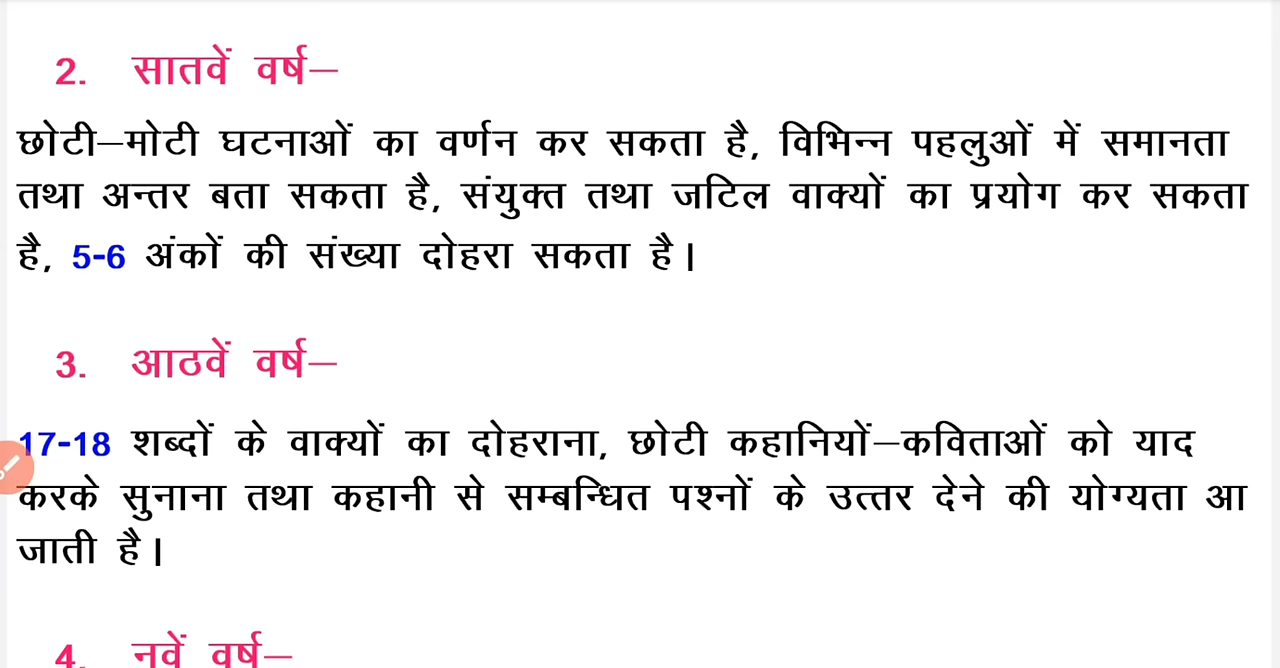 2. सातवें वर्ष–
छोटी–मोटी घटनाओं का वर्णन कर सकता है, विभिन्न पहलुओं में समानता
तथा अन्तर बता सकता है, संयुक्त तथा जटिल वाक्यों का प्रयोग कर सकता
है, 5-6 अंकों की संख्या दोहरा सकता है।
3. आठवें वर्ष–
17-18 शब्दों के वाक्यों का दोहराना, छोटी कहानियों–कविताओं को याद
करके सुनाना तथा कहानी से सम्बन्धित पश्नों के उत्तर देने की योग्यता आ
जाती है।
4. नवें वर्ष–